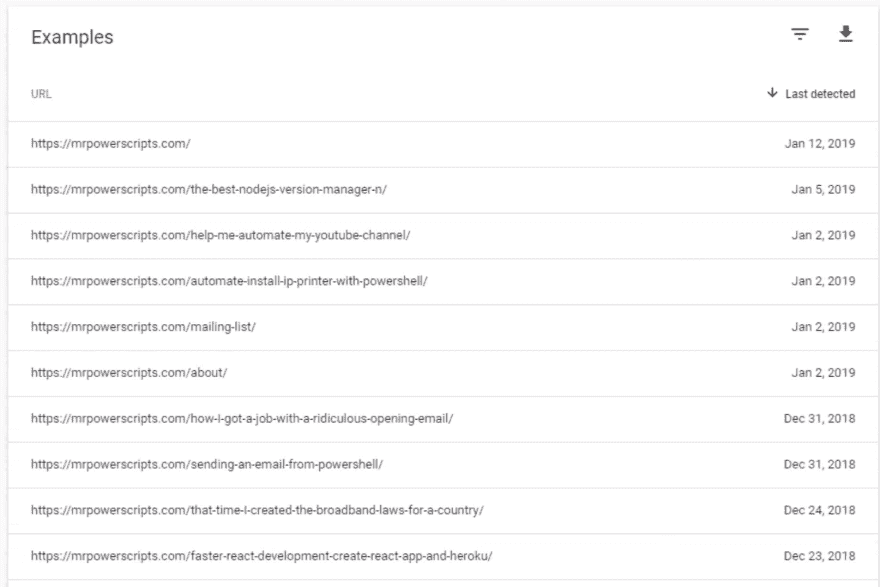 Examples
URL Last detected
https://mrpowerscripts.com/ Jan 12, 2019
https://mrpowerscripts.com/the-best-nodejs-version-manager-n/ Jan 5, 2019
https://mrpowerscripts.com/help-me-automate-my-youtube-channel/ Jan 2, 2019
https://mrpowerscripts.com/automate-install-ip-printer-with-powershell/ Jan 2, 2019
https://mrpowerscripts.com/mailing-list/ Jan 2, 2019
https://mrpowerscripts.com/about/ Jan 2, 2019
https://mrpowerscripts.com/how-I-got-a-job-with-a-ridiculous-opening-email/ Dec 31, 2018
https://mrpowerscripts.com/sending-an-email-from-powershell/ Dec 31, 2018
https://mrpowerscripts.com/that-time-I-created-the-broadband-laws-for-a-country/ Dec 24, 2018
https://mrpowerscripts.com/faster-react-development-create-react-app-and-heroku/ Dec 23, 2018